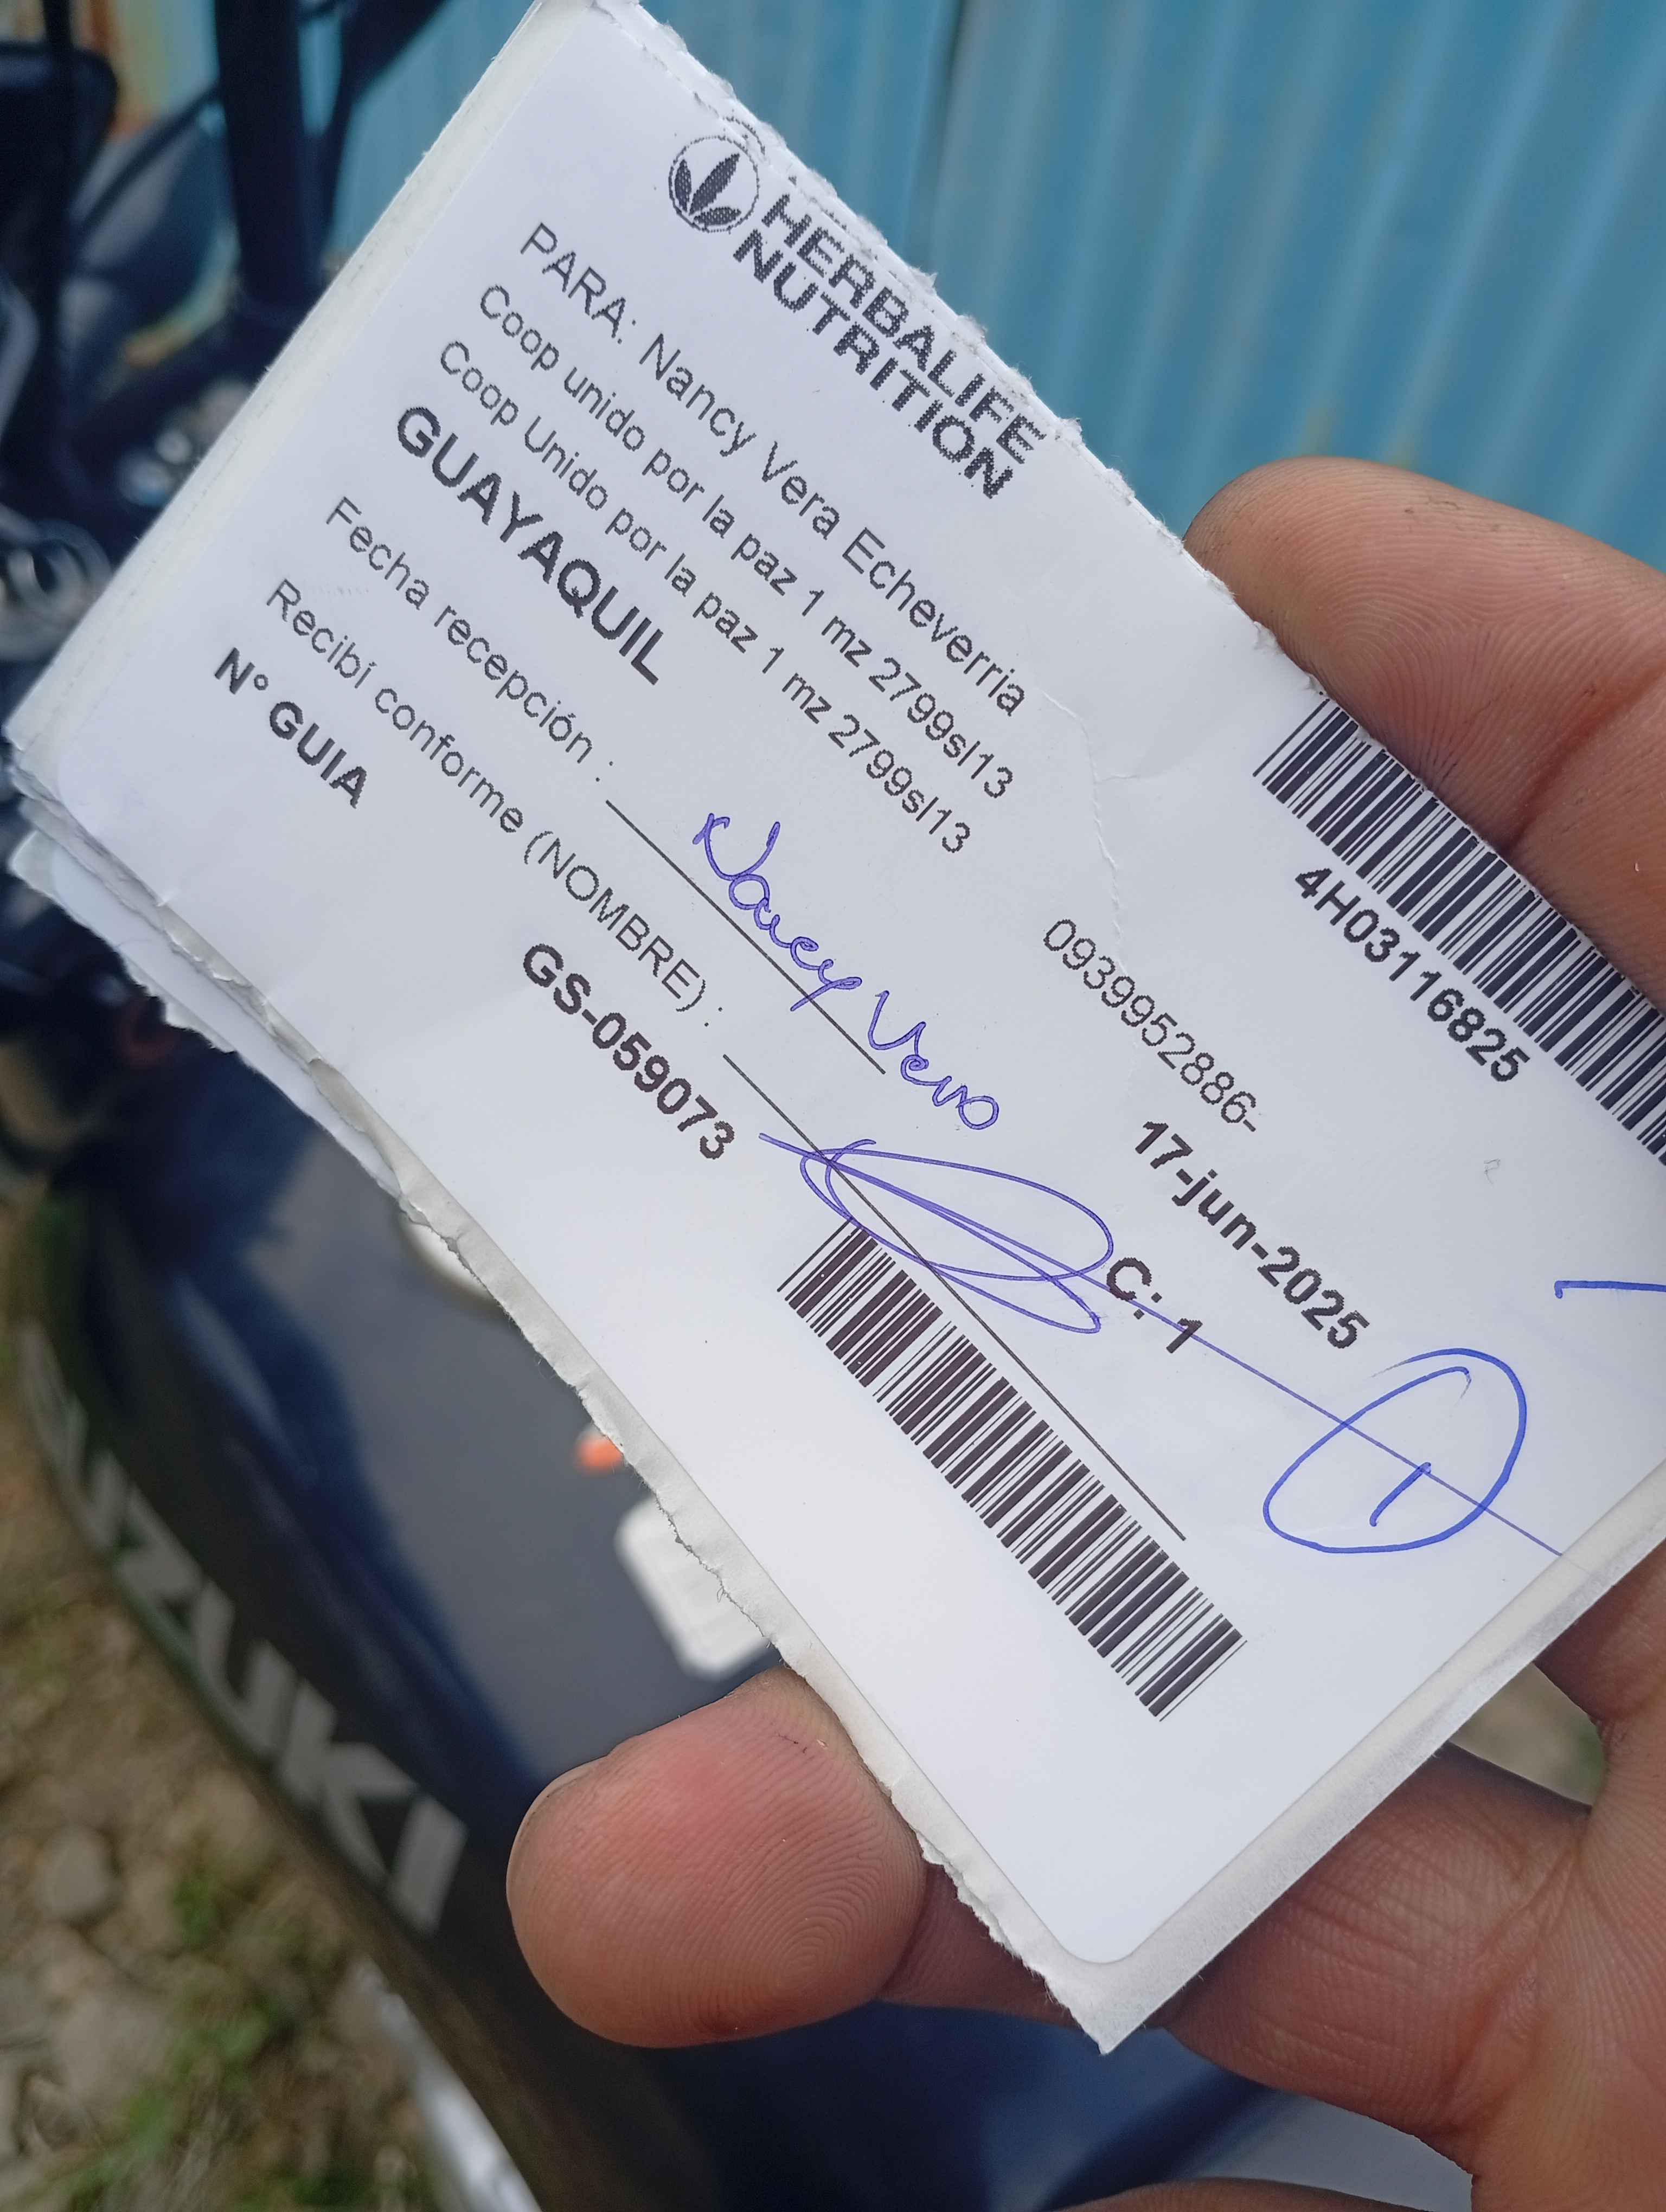 HERBALIFE
NUTRITION
4H03116825
PARA: Nancy Vera Echeverria
Coop unido por la paz 1 mz 2799sl13
Coop Unido por la paz 1 mz 2799sl13
GUAYAQUIL
0939952886-
17-jun-2025
Fecha recepción : Nancy Vera
Recibí conforme (NOMBRE) :
C: 1
1
N° GUIA GS-059073
SUZUKI